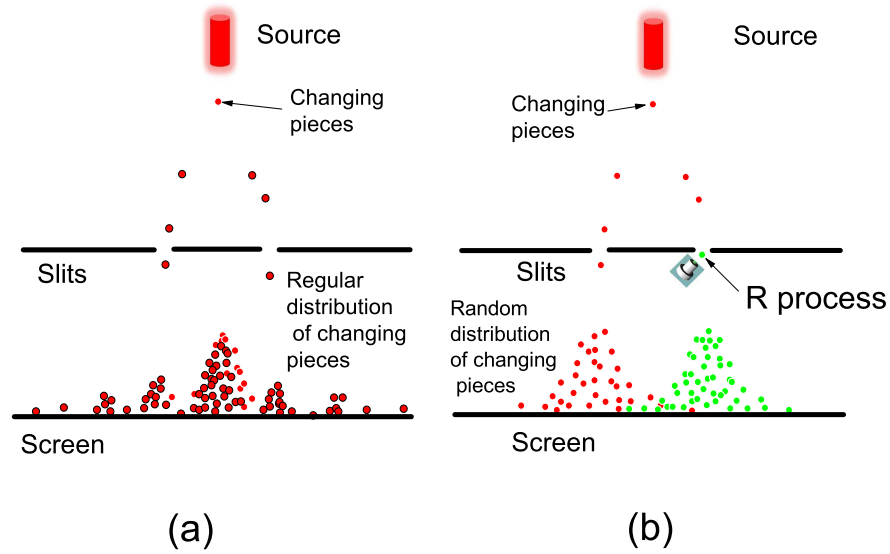 Source
Changing
pieces
Slits
Regular
distribution
of changing
pieces
Screen
(a)
Source
Changing
pieces
Slits
R process
Random
distribution
of changing
pieces
Screen
(b)